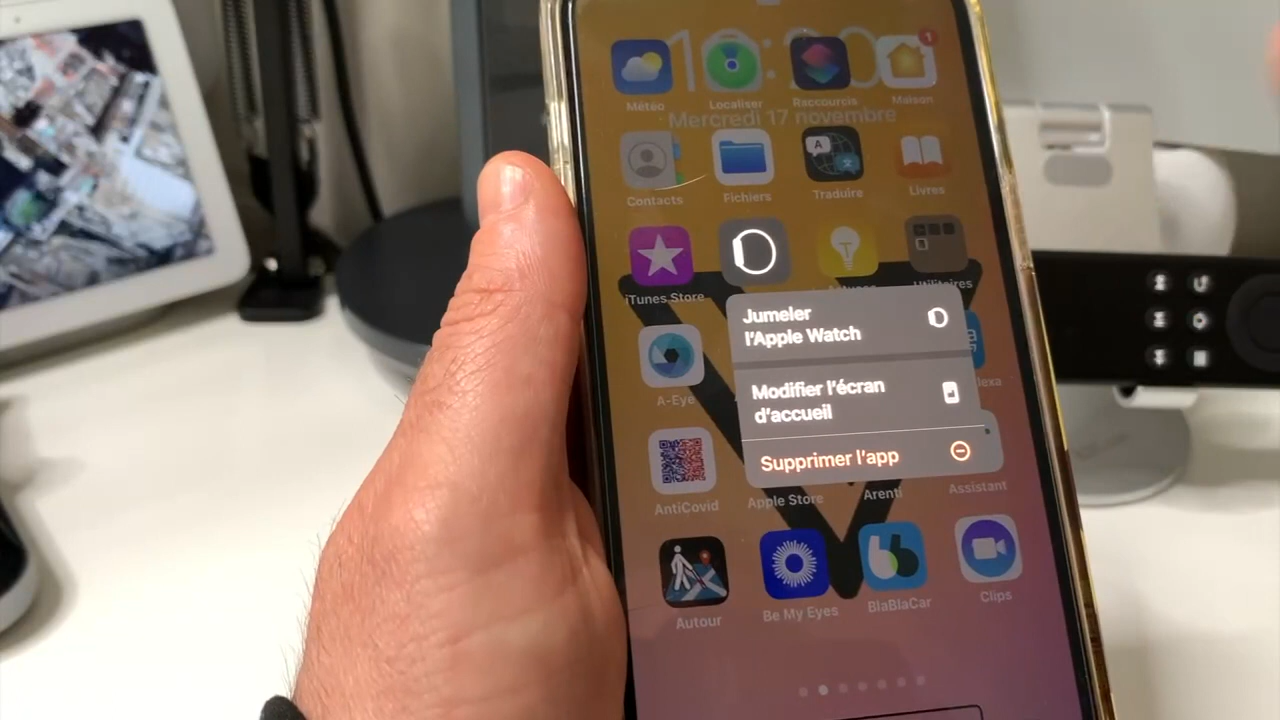 1
Météo Localiser Raccourcis Maison
Mercredi 17 novembre
Contacts Fichiers Traduire Livres
iTunes Store Utilitaires
Jumeler
l'Apple Watch
A-Eye
Modifier l'écran
d'accueil
Supprimer l'app
AntiCovid Apple Store Arenti Assistant
Autour Be My Eyes BlaBlaCar Clips